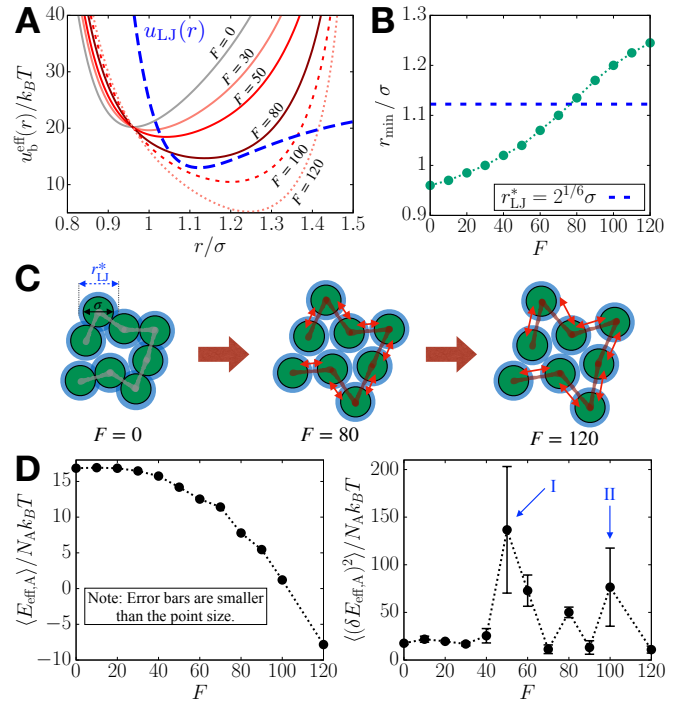 A
40
30
20
10
u_b^eff(r)/k_BT
0.8 0.9 1 1.1 1.2 1.3 1.4 1.5
r/σ
u_LJ(r)
F = 0
F = 30
F = 50
F = 80
F = 100
F = 120
B
1.3
1.2
1.1
1
0.9
r_min / σ
0 20 40 60 80 100 120
F
r*_LJ = 2^{1/6}σ
C
r*_LJ
σ
F = 0
F = 80
F = 120
D
15
10
5
0
−5
−10
⟨E_eff,A⟩/N_A k_BT
Note: Error bars are smaller
than the point size.
0 20 40 60 80 100 120
F
200
150
100
50
0
⟨(δE_eff,A)²⟩/N_A k_BT
I
II
0 20 40 60 80 100 120
F